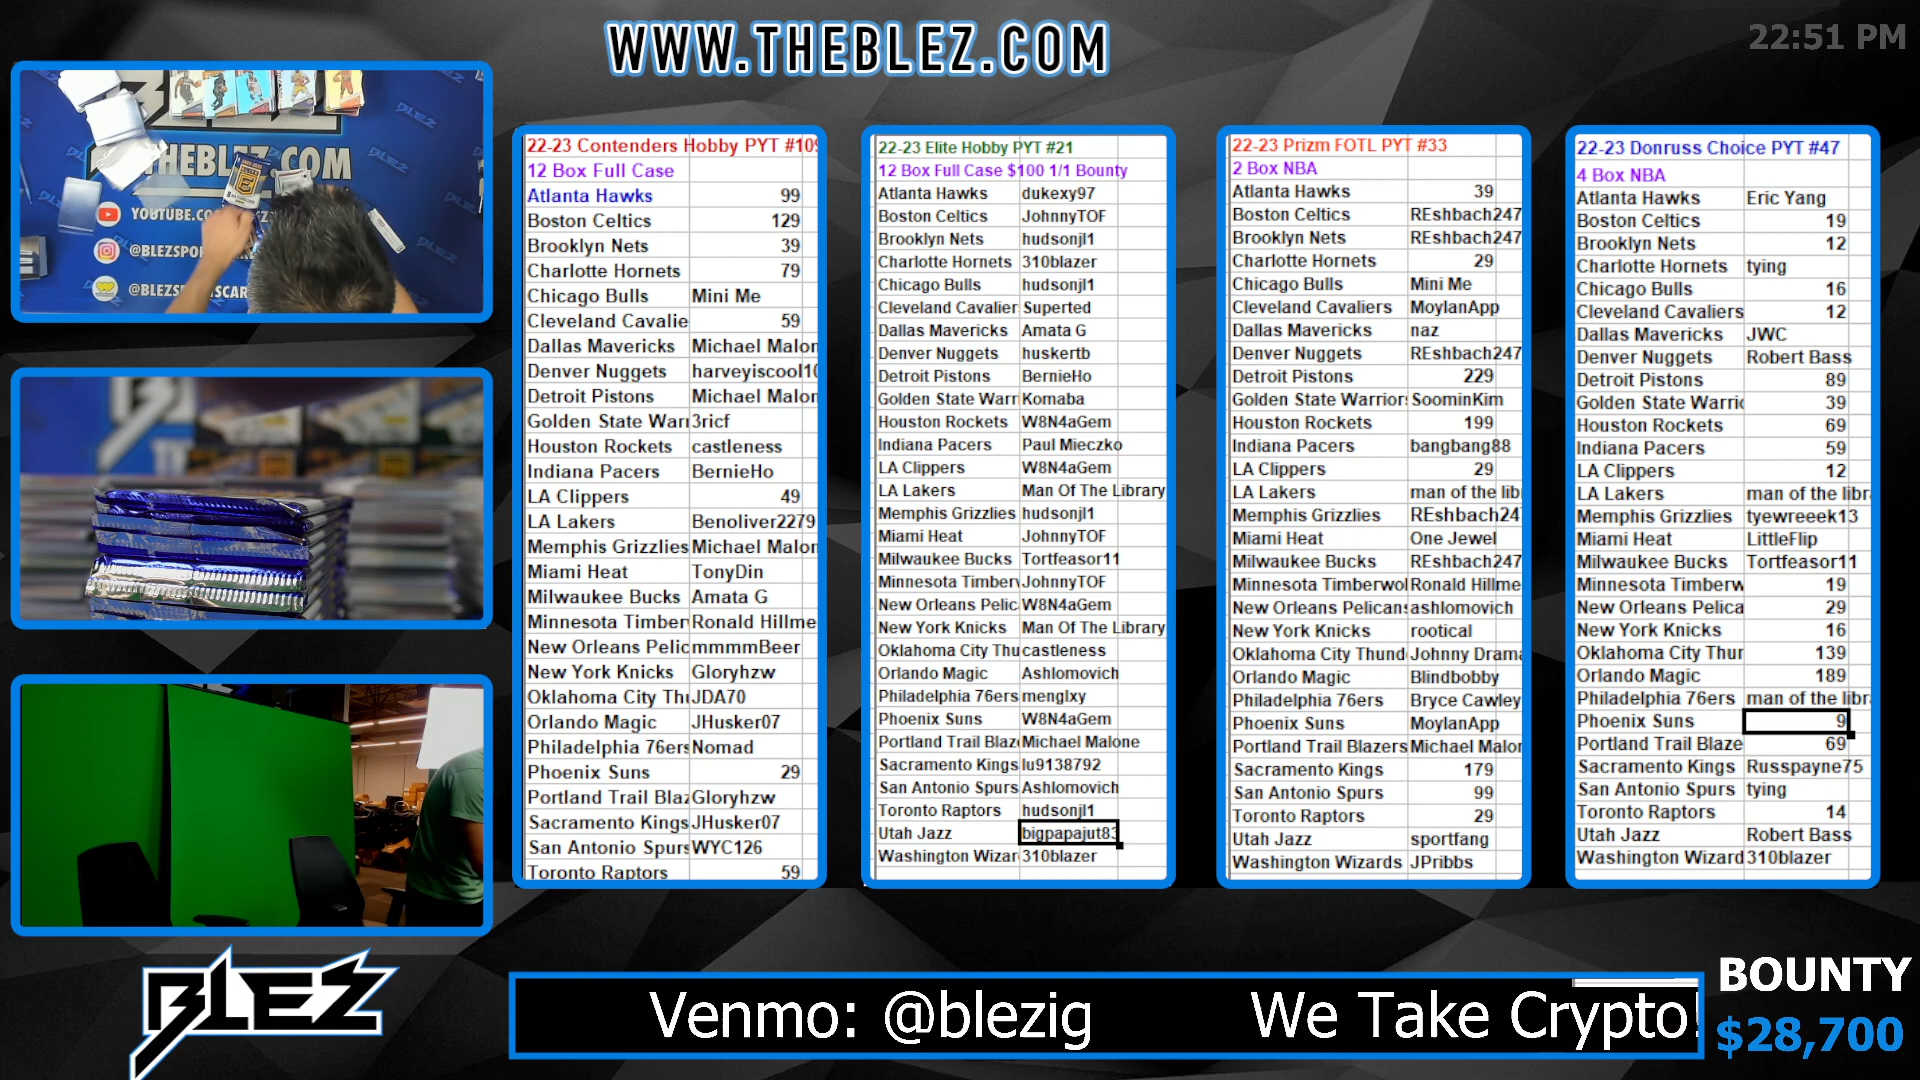 WWW.THEBLEZ.COM
22:51 PM
THEBLEZ.COM
BLEZ
22-23 Contenders Hobby PYT #109
12 Box Full Case
Atlanta Hawks 99
Boston Celtics 129
Brooklyn Nets 39
Charlotte Hornets 79
Chicago Bulls Mini Me
Cleveland Cavalie 59
Dallas Mavericks Michael Malon
Denver Nuggets harveyiscool10
Detroit Pistons Michael Malon
Golden State Warr 3ricf
Houston Rockets castleness
Indiana Pacers BernieHo
LA Clippers 49
LA Lakers Benoliver2279
Memphis Grizzlies Michael Malon
Miami Heat TonyDin
Milwaukee Bucks Amata G
Minnesota Timber Ronald Hillme
New Orleans Pelic mmmmBeer
New York Knicks Gloryhzw
Oklahoma City Thu JDA70
Orlando Magic JHusker07
Philadelphia 76ers Nomad
Phoenix Suns 29
Portland Trail Blaz Gloryhzw
Sacramento Kings JHusker07
San Antonio Spurs WYC126
Toronto Raptors 59
22-23 Elite Hobby PYT #21
12 Box Full Case $100 1/1 Bounty
Atlanta Hawks dukexy97
Boston Celtics JohnnyTOF
Brooklyn Nets hudsonjl1
Charlotte Hornets 310blazer
Chicago Bulls hudsonjl1
Cleveland Cavalier Superted
Dallas Mavericks Amata G
Denver Nuggets huskertb
Detroit Pistons BernieHo
Golden State Warri Komaba
Houston Rockets W8N4aGem
Indiana Pacers Paul Mieczko
LA Clippers W8N4aGem
LA Lakers Man Of The Library
Memphis Grizzlies hudsonjl1
Miami Heat JohnnyTOF
Milwaukee Bucks Tortfeasor11
Minnesota Timberw JohnnyTOF
New Orleans Pelic W8N4aGem
New York Knicks Man Of The Library
Oklahoma City Thu castleness
Orlando Magic Ashlomovich
Philadelphia 76ers menglxy
Phoenix Suns W8N4aGem
Portland Trail Blaze Michael Malone
Sacramento Kings lu9138792
San Antonio Spurs Ashlomovich
Toronto Raptors hudsonjl1
Utah Jazz bigpapajut83
Washington Wizar 310blazer
22-23 Prizm FOTL PYT #33
2 Box NBA
Atlanta Hawks 39
Boston Celtics REshbach247
Brooklyn Nets REshbach247
Charlotte Hornets 29
Chicago Bulls Mini Me
Cleveland Cavaliers MoylanApp
Dallas Mavericks naz
Denver Nuggets REshbach247
Detroit Pistons 229
Golden State Warriors SoominKim
Houston Rockets 199
Indiana Pacers bangbang88
LA Clippers 29
LA Lakers man of the libr
Memphis Grizzlies REshbach247
Miami Heat One Jewel
Milwaukee Bucks REshbach247
Minnesota Timberwol Ronald Hillme
New Orleans Pelicans ashlomovich
New York Knicks rootical
Oklahoma City Thund Johnny Drama
Orlando Magic Blindbobby
Philadelphia 76ers Bryce Cawley
Phoenix Suns MoylanApp
Portland Trail Blazers Michael Malon
Sacramento Kings 179
San Antonio Spurs 99
Toronto Raptors 29
Utah Jazz sportfang
Washington Wizards JPribbs
22-23 Donruss Choice PYT #47
4 Box NBA
Atlanta Hawks Eric Yang
Boston Celtics 19
Brooklyn Nets 12
Charlotte Hornets tying
Chicago Bulls 16
Cleveland Cavaliers 12
Dallas Mavericks JWC
Denver Nuggets Robert Bass
Detroit Pistons 89
Golden State Warric 39
Houston Rockets 69
Indiana Pacers 59
LA Clippers 12
LA Lakers man of the libra
Memphis Grizzlies tyewreeek13
Miami Heat LittleFlip
Milwaukee Bucks Tortfeasor11
Minnesota Timberw 19
New Orleans Pelica 29
New York Knicks 16
Oklahoma City Thur 139
Orlando Magic 189
Philadelphia 76ers man of the libra
Phoenix Suns 9
Portland Trail Blaze 69
Sacramento Kings Russpayne75
San Antonio Spurs tying
Toronto Raptors 14
Utah Jazz Robert Bass
Washington Wizard 310blazer
BLEZ
Venmo: @blezig We Take Crypto!
BOUNTY
$28,700